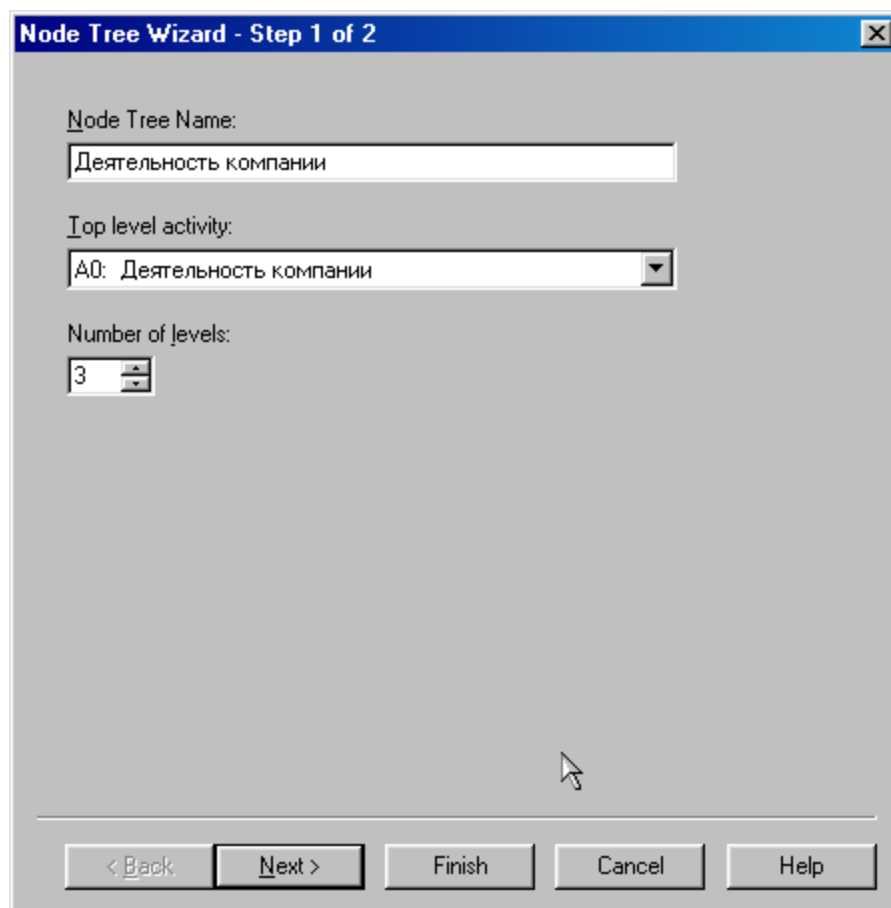 Node Tree Wizard - Step 1 of 2
Node Tree Name:
Деятельность компании
Top level activity:
A0: Деятельность компании
Number of levels:
3
< Back Next > Finish Cancel Help